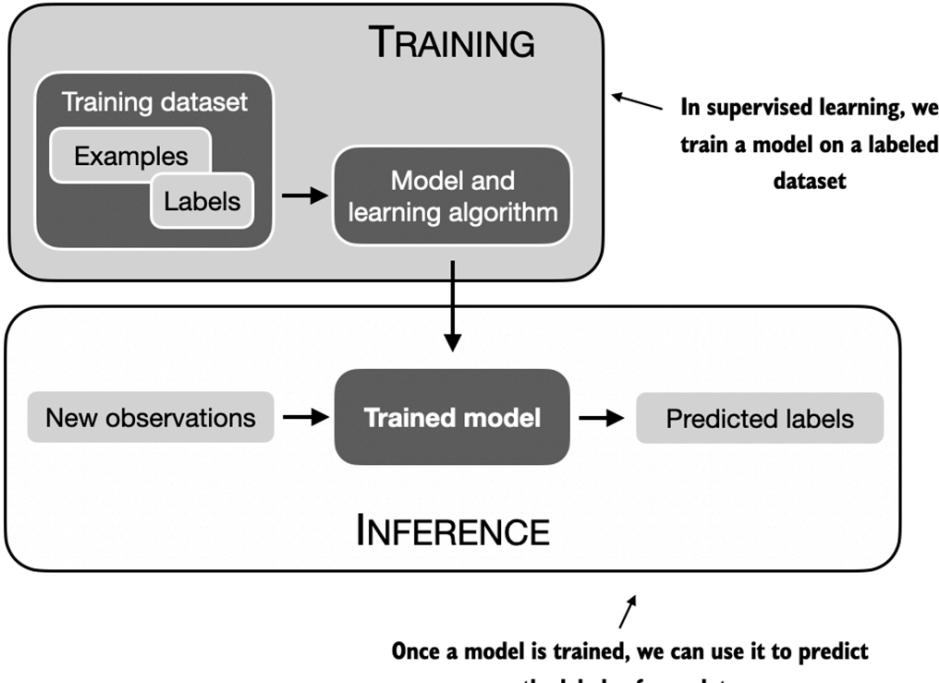 TRAINING
Training dataset
Examples
Labels
Model and
learning algorithm
In supervised learning, we
train a model on a labeled
dataset
New observations
Trained model
Predicted labels
INFERENCE
Once a model is trained, we can use it to predict